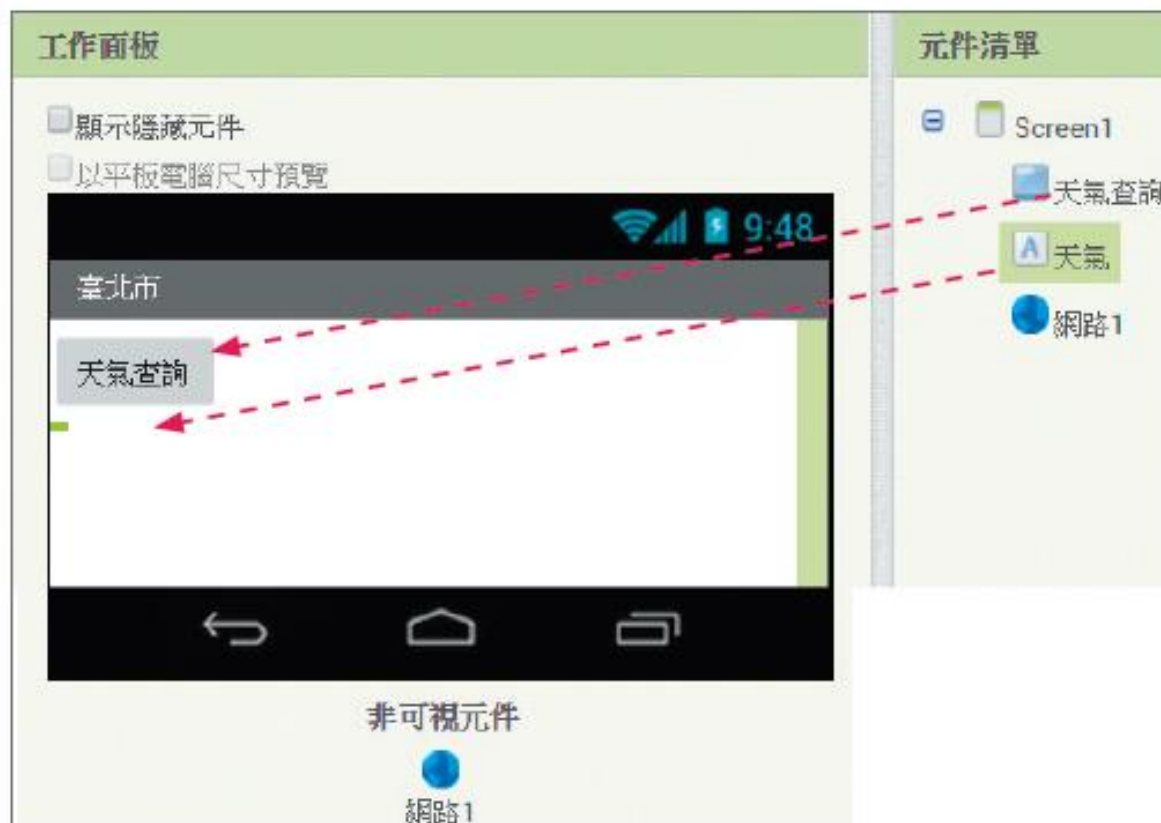 工作面板
顯示隱藏元件
以平板電腦尺寸預覽
9:48
臺北市
天氣查詢
非可視元件
網路1
元件清單
Screen1
天氣查詢
A 天氣
網路1